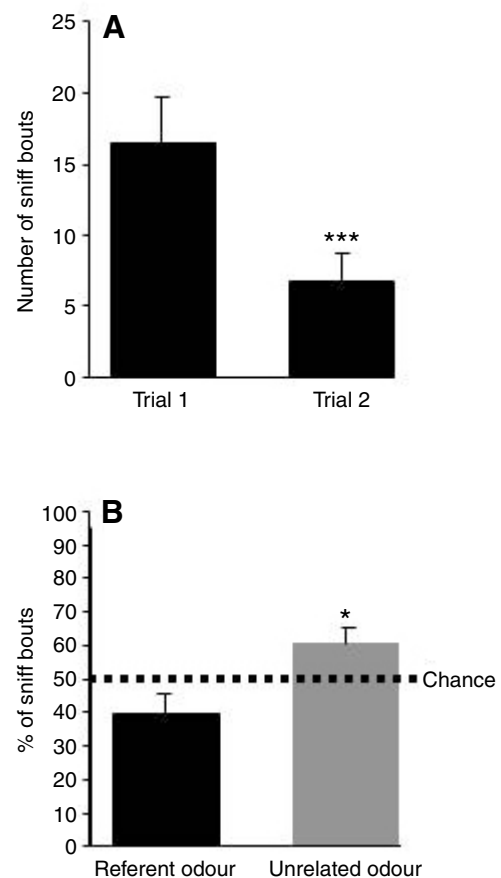 A
25
20
15
10
5
0
Number of sniff bouts
***
Trial 1 Trial 2
B
100
90
80
70
60
50
40
30
20
10
0
% of sniff bouts
*
Chance
Referent odour Unrelated odour